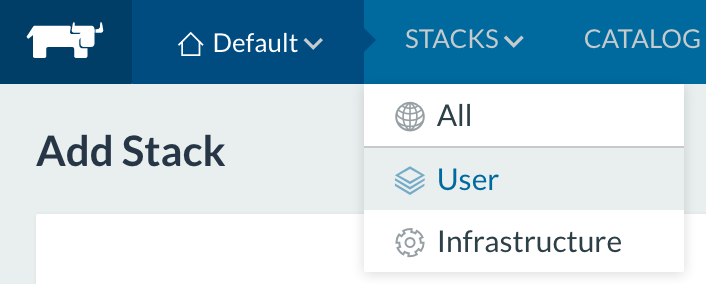 Default
STACKS
CATALOG
All
Add Stack
User
Infrastructure